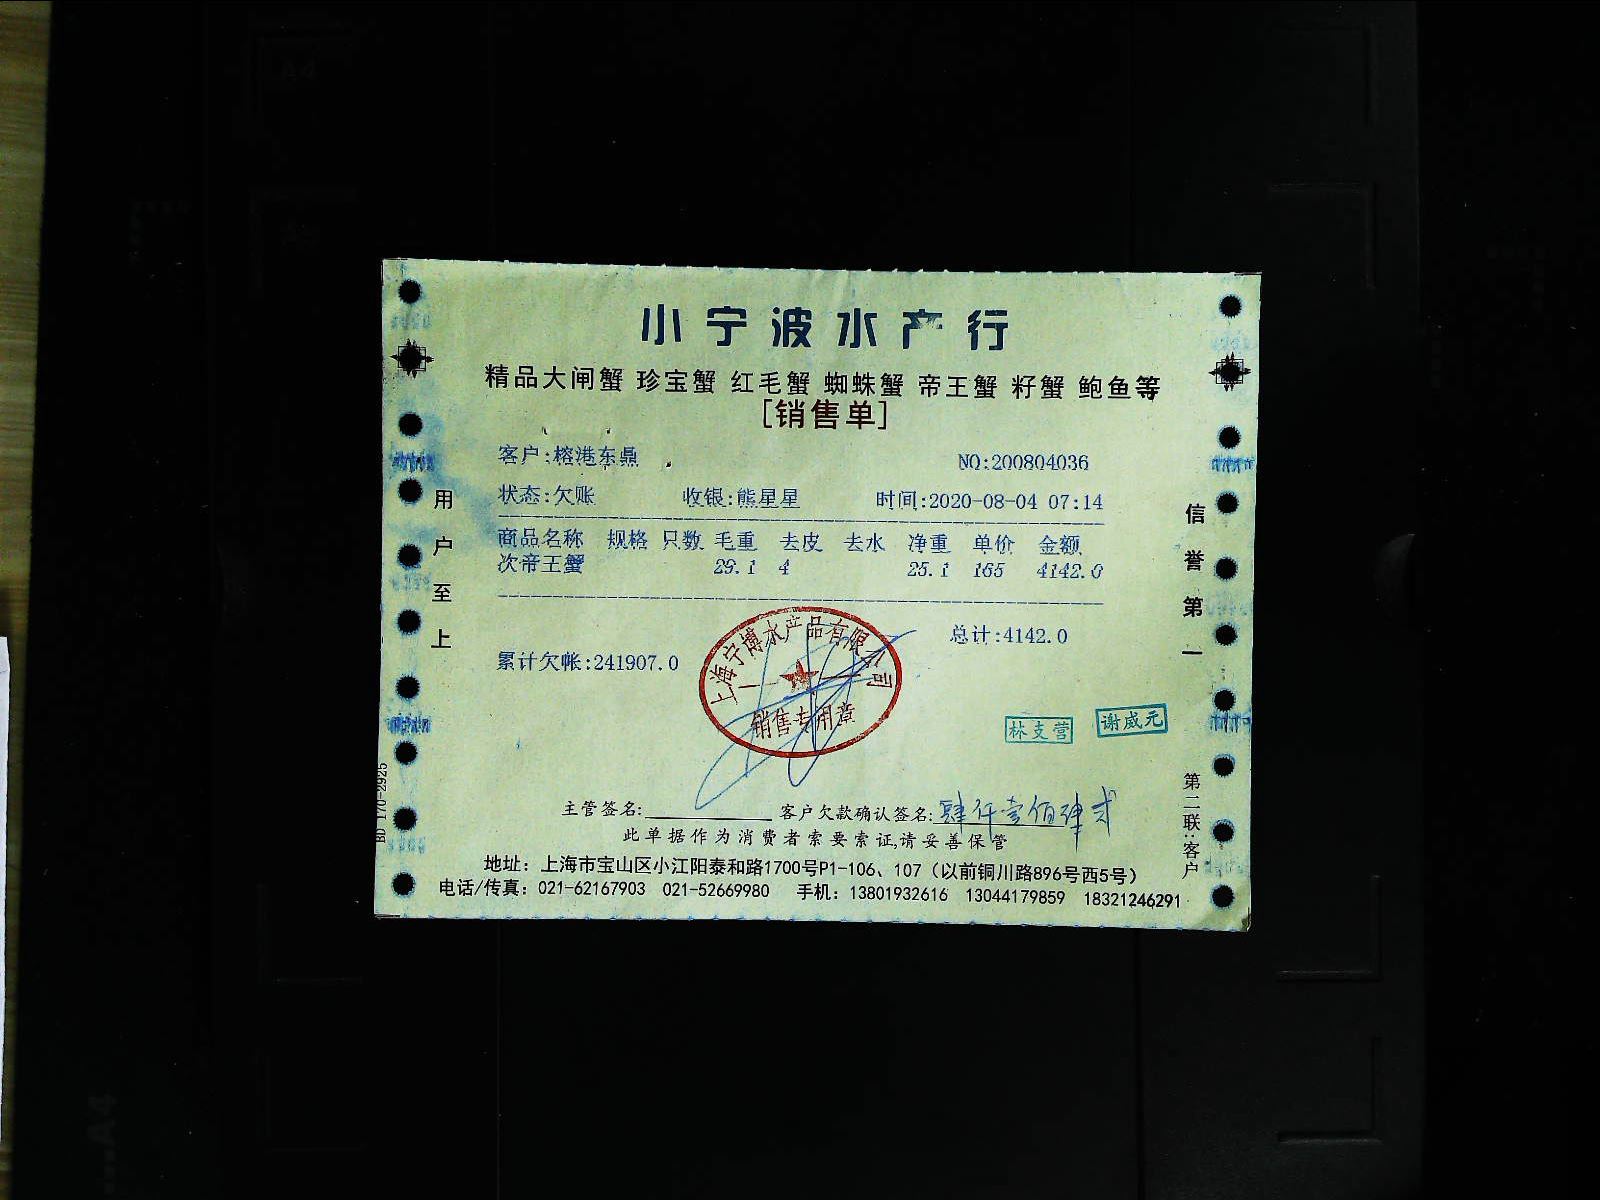 小宁波水产行
精品大闸蟹 珍宝蟹 红毛蟹 蜘蛛蟹 帝王蟹 籽蟹 鲍鱼等
[销售单]
客户:榕港东鼎 NO:200804036
状态:欠账 收银:熊星星 时间:2020-08-04 07:14
商品名称 规格 只数 毛重 去皮 去水 净重 单价 金额
次帝王蟹 29.1 4 25.1 165 4142.0
总计:4142.0
累计欠帐:241907.0
上海宁博水产品有限公司
销售专用章
林支营 谢威元
主管签名: 客户欠款确认签名:肆仟壹佰肆贰
此单据作为消费者索要索证,请妥善保管
地址：上海市宝山区小江阳泰和路1700号P1-106、107（以前铜川路896号西5号）
电话/传真：021-62167903 021-52669980 手机：13801932616 13044179859 18321246291
用户至上
信誉第一
第二联:客户
BD 170-2925
A4